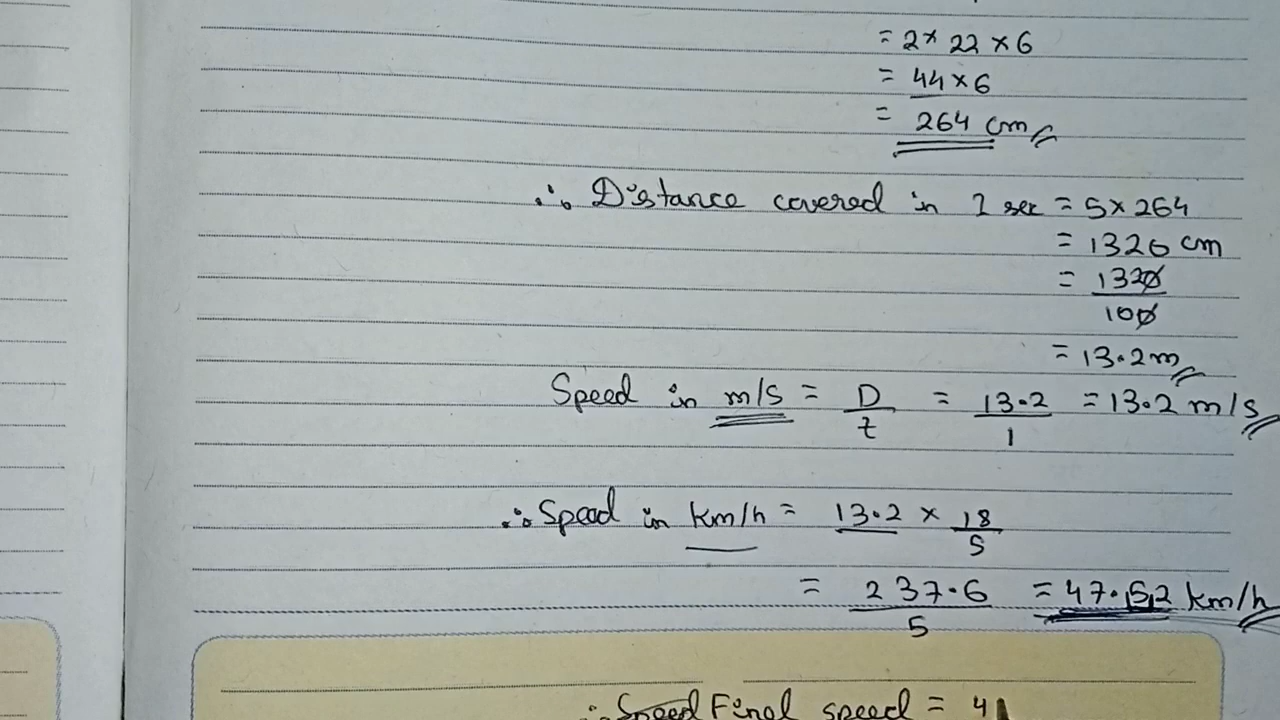 = 2 × 22 × 6
= 44 × 6
= 264 cm
∴ Distance covered in 1 sec = 5 × 264
= 1320 cm
= 1320
100
= 13.2m
Speed in m/s = D/t = 13.2/1 = 13.2 m/s
∴ Speed in Km/h = 13.2 × 18/5
= 237.6/5 = 47.52 km/h
∴ Final speed = 4